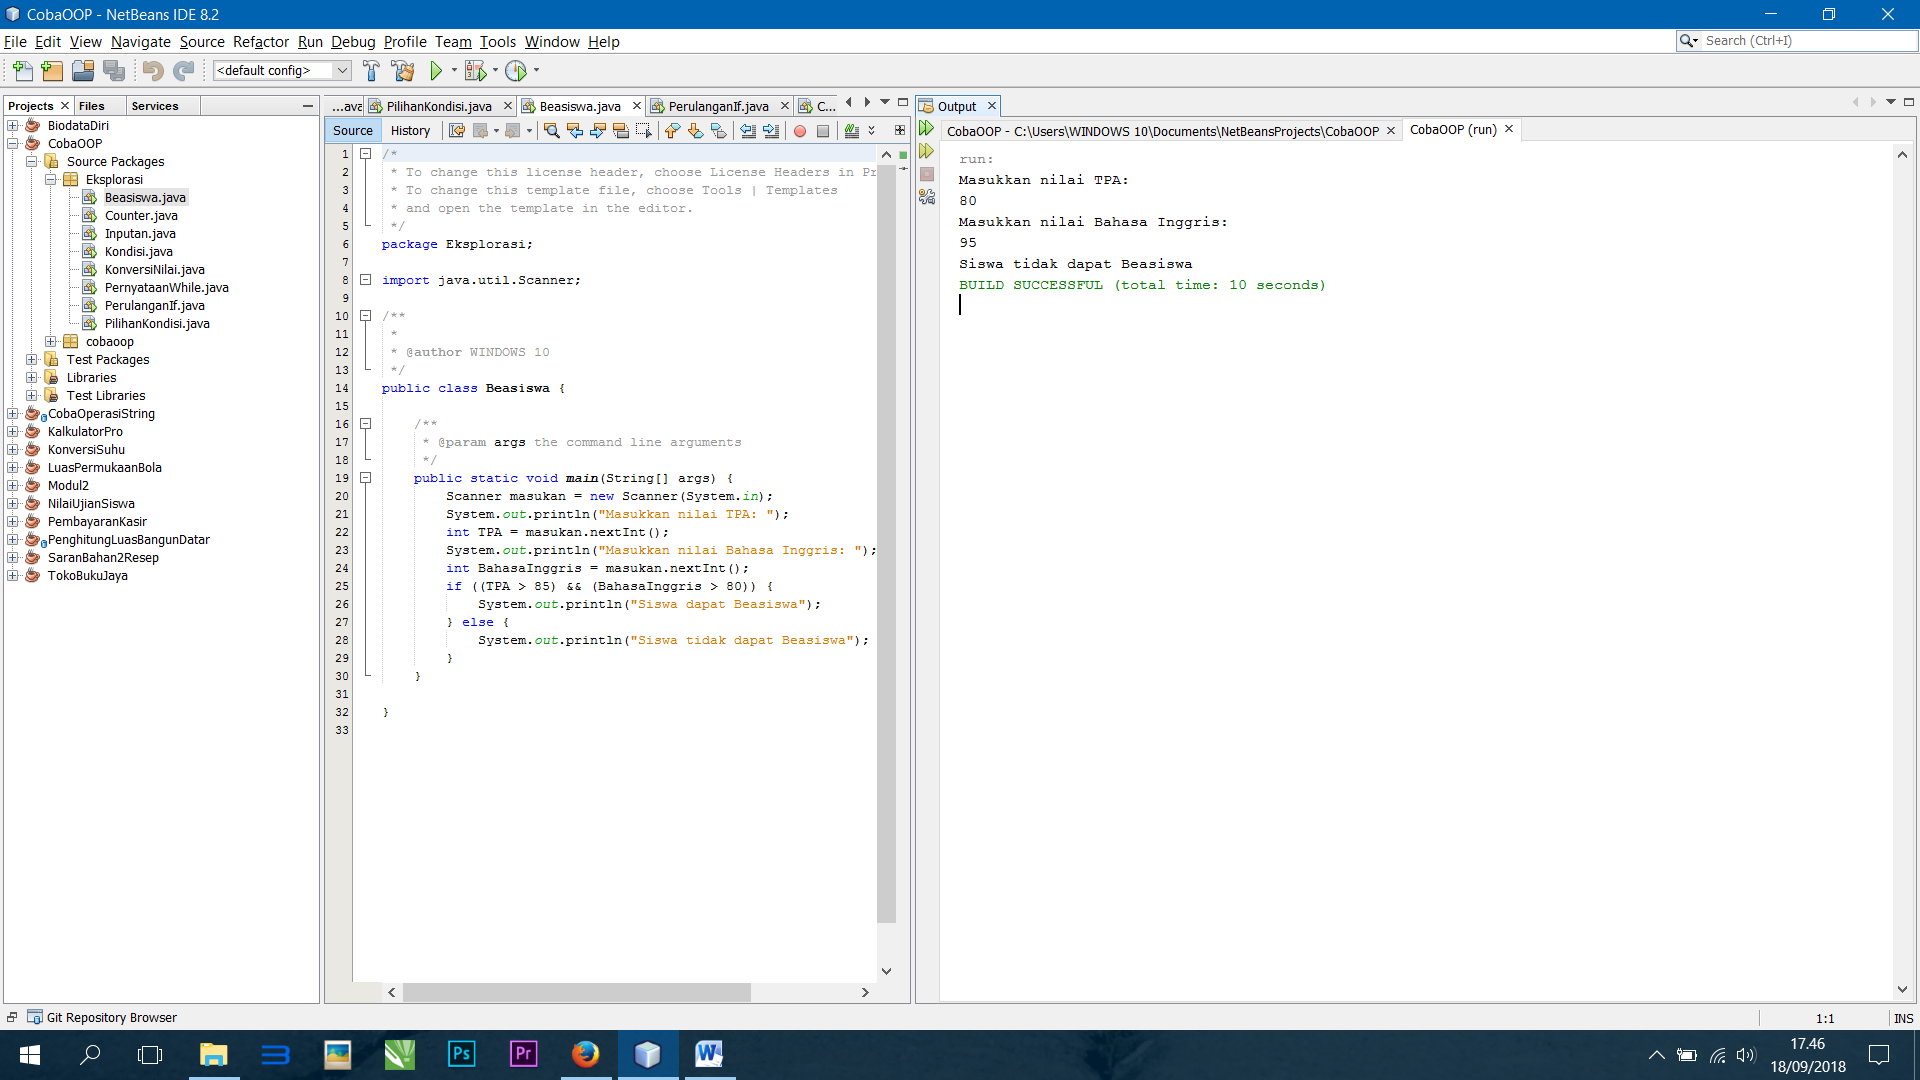 CobaOOP - NetBeans IDE 8.2
File Edit View Navigate Source Refactor Run Debug Profile Team Tools Window Help
Search (Ctrl+I)
<default config>
Projects Files Services
BiodataDiri
CobaOOP
Source Packages
Eksplorasi
Beasiswa.java
Counter.java
Inputan.java
Kondisi.java
KonversiNilai.java
PernyataanWhile.java
PerulanganIf.java
PilihanKondisi.java
cobaoop
Test Packages
Libraries
Test Libraries
CobaOperasiString
KalkulatorPro
KonversiSuhu
LuasPermukaanBola
Modul2
NilaiUjianSiswa
PembayaranKasir
PenghitungLuasBangunDatar
SaranBahan2Resep
TokoBukuJaya
...ava PilihanKondisi.java Beasiswa.java PerulanganIf.java C...
Source History
1 /*
2 * To change this license header, choose License Headers in Pr
3 * To change this template file, choose Tools | Templates
4 * and open the template in the editor.
5 */
6 package Eksplorasi;
7
8 import java.util.Scanner;
9
10 /**
11 *
12 * @author WINDOWS 10
13 */
14 public class Beasiswa {
15
16 /**
17 * @param args the command line arguments
18 */
19 public static void main(String[] args) {
20 Scanner masukan = new Scanner(System.in);
21 System.out.println("Masukkan nilai TPA: ");
22 int TPA = masukan.nextInt();
23 System.out.println("Masukkan nilai Bahasa Inggris: ");
24 int BahasaInggris = masukan.nextInt();
25 if ((TPA > 85) && (BahasaInggris > 80)) {
26 System.out.println("Siswa dapat Beasiswa");
27 } else {
28 System.out.println("Siswa tidak dapat Beasiswa");
29 }
30 }
31
32 }
33
Output
CobaOOP - C:\Users\WINDOWS 10\Documents\NetBeansProjects\CobaOOP CobaOOP (run)
run:
Masukkan nilai TPA:
80
Masukkan nilai Bahasa Inggris:
95
Siswa tidak dapat Beasiswa
BUILD SUCCESSFUL (total time: 10 seconds)
Git Repository Browser
1:1 INS
Ps Pr
17.46
18/09/2018